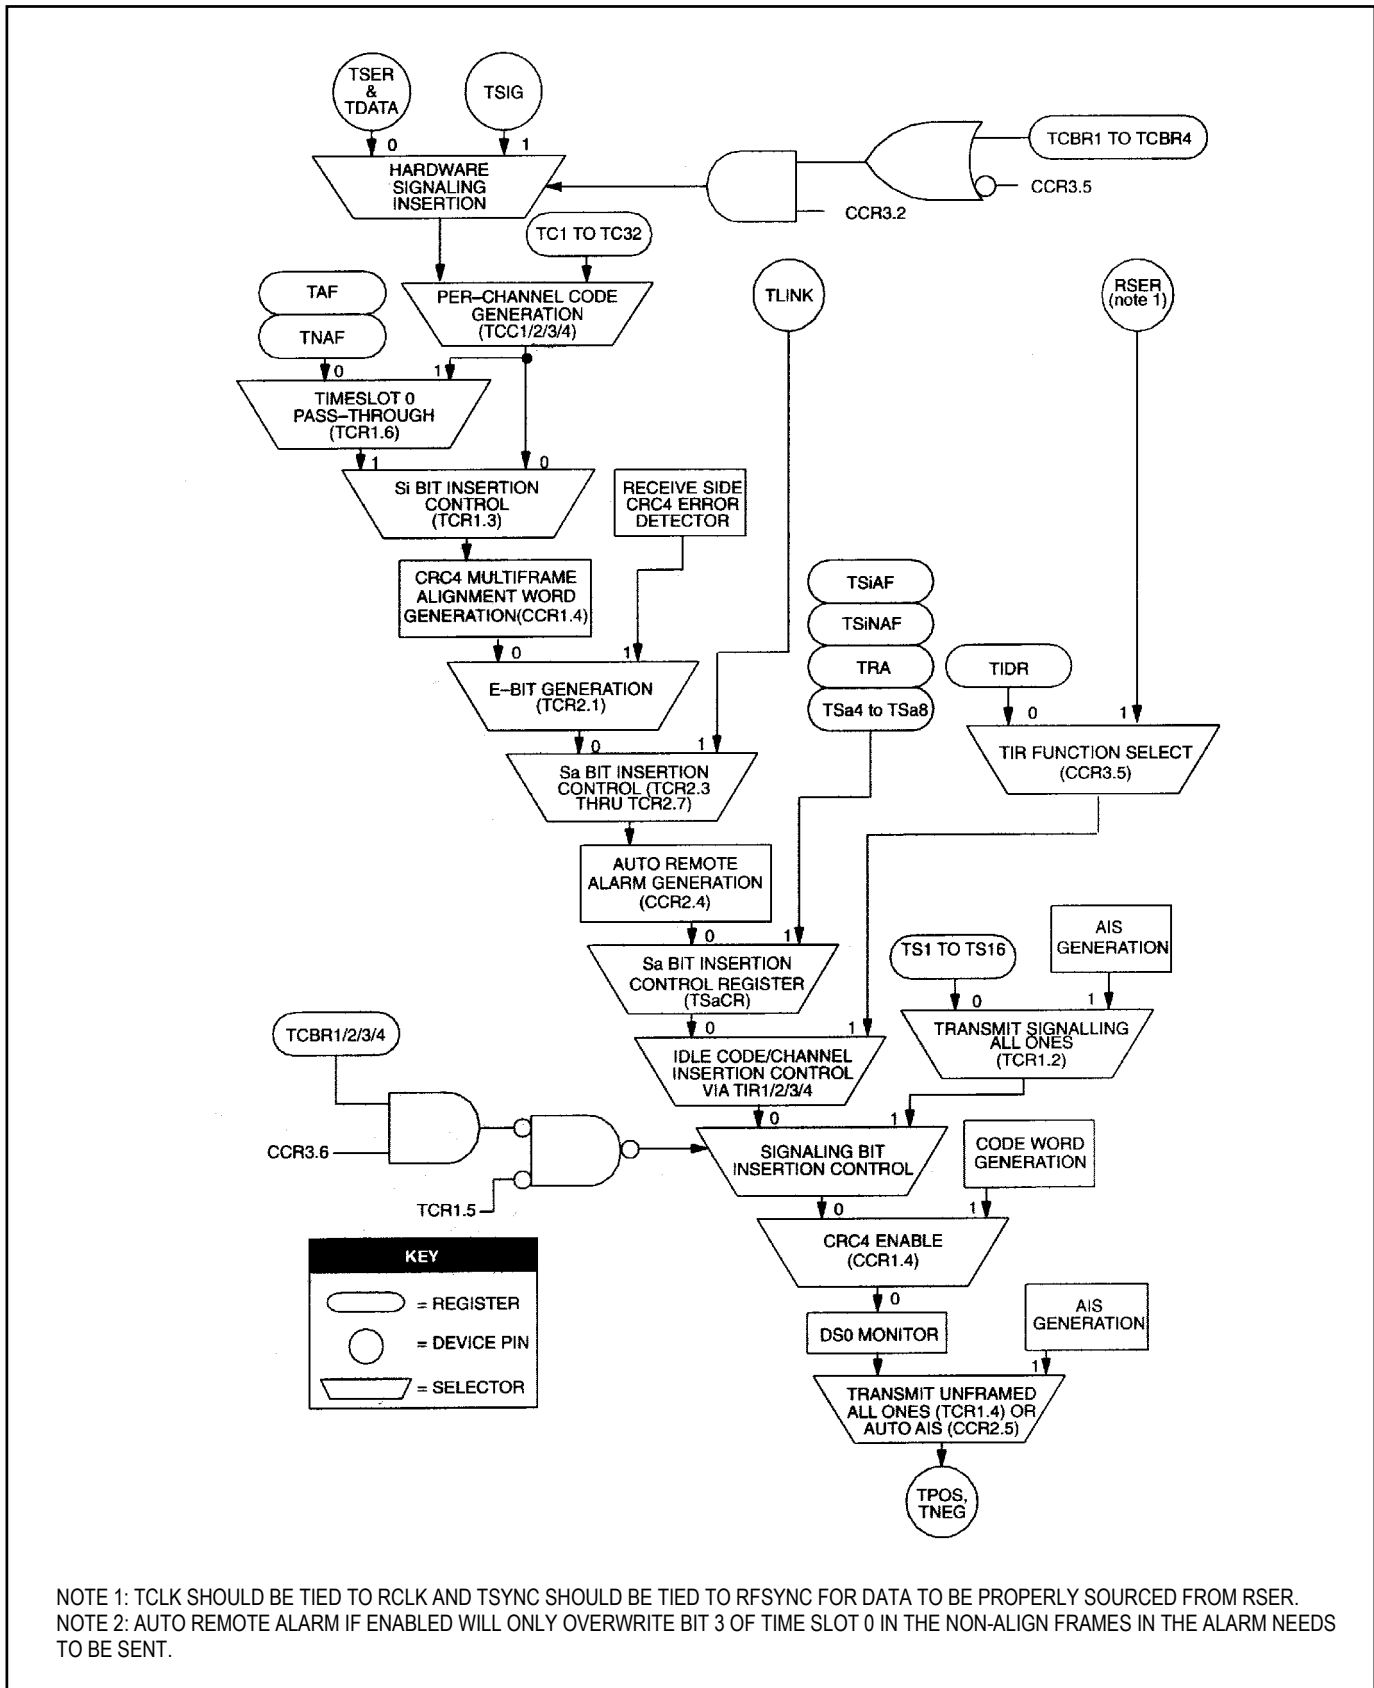 TSER
&
TDATA
TSIG
0
1
HARDWARE
SIGNALING
INSERTION
TCBR1 TO TCBR4
CCR3.5
CCR3.2
TC1 TO TC32
PER–CHANNEL CODE
GENERATION
(TCC1/2/3/4)
TAF
TNAF
TLINK
RSER
(note 1)
0
1
TIMESLOT 0
PASS–THROUGH
(TCR1.6)
1
0
Si BIT INSERTION
CONTROL
(TCR1.3)
RECEIVE SIDE
CRC4 ERROR
DETECTOR
CRC4 MULTIFRAME
ALIGNMENT WORD
GENERATION(CCR1.4)
TSiAF
TSiNAF
TRA
TSa4 to TSa8
TIDR
0
1
E–BIT GENERATION
(TCR2.1)
0
1
TIR FUNCTION SELECT
(CCR3.5)
0
1
Sa BIT INSERTION
CONTROL (TCR2.3
THRU TCR2.7)
AUTO REMOTE
ALARM GENERATION
(CCR2.4)
0
1
Sa BIT INSERTION
CONTROL REGISTER
(TSaCR)
TS1 TO TS16
AIS
GENERATION
0
1
TRANSMIT SIGNALLING
ALL ONES
(TCR1.2)
0
1
IDLE CODE/CHANNEL
INSERTION CONTROL
VIA TIR1/2/3/4
TCBR1/2/3/4
CCR3.6
TCR1.5
0
1
SIGNALING BIT
INSERTION CONTROL
CODE WORD
GENERATION
0
1
CRC4 ENABLE
(CCR1.4)
0
DS0 MONITOR
AIS
GENERATION
1
TRANSMIT UNFRAMED
ALL ONES (TCR1.4) OR
AUTO AIS (CCR2.5)
TPOS,
TNEG
KEY
= REGISTER
= DEVICE PIN
= SELECTOR
NOTE 1: TCLK SHOULD BE TIED TO RCLK AND TSYNC SHOULD BE TIED TO RFSYNC FOR DATA TO BE PROPERLY SOURCED FROM RSER.
NOTE 2: AUTO REMOTE ALARM IF ENABLED WILL ONLY OVERWRITE BIT 3 OF TIME SLOT 0 IN THE NON-ALIGN FRAMES IN THE ALARM NEEDS
TO BE SENT.